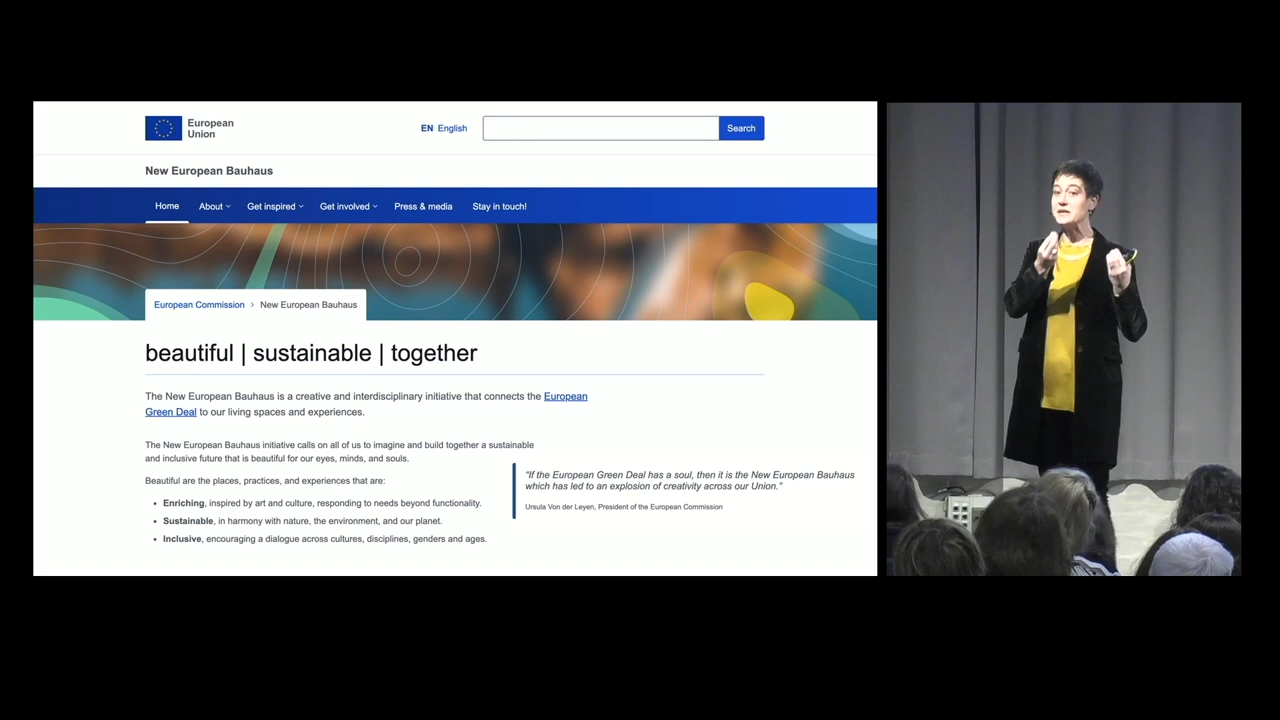 European
Union
EN English
Search
New European Bauhaus
Home About Get inspired Get involved Press & media Stay in touch!
European Commission > New European Bauhaus
beautiful | sustainable | together
The New European Bauhaus is a creative and interdisciplinary initiative that connects the European
Green Deal to our living spaces and experiences.
The New European Bauhaus initiative calls on all of us to imagine and build together a sustainable
and inclusive future that is beautiful for our eyes, minds, and souls.
Beautiful are the places, practices, and experiences that are:
• Enriching, inspired by art and culture, responding to needs beyond functionality.
• Sustainable, in harmony with nature, the environment, and our planet.
• Inclusive, encouraging a dialogue across cultures, disciplines, genders and ages.
“If the European Green Deal has a soul, then it is the New European Bauhaus
which has led to an explosion of creativity across our Union.”
Ursula Von der Leyen, President of the European Commission